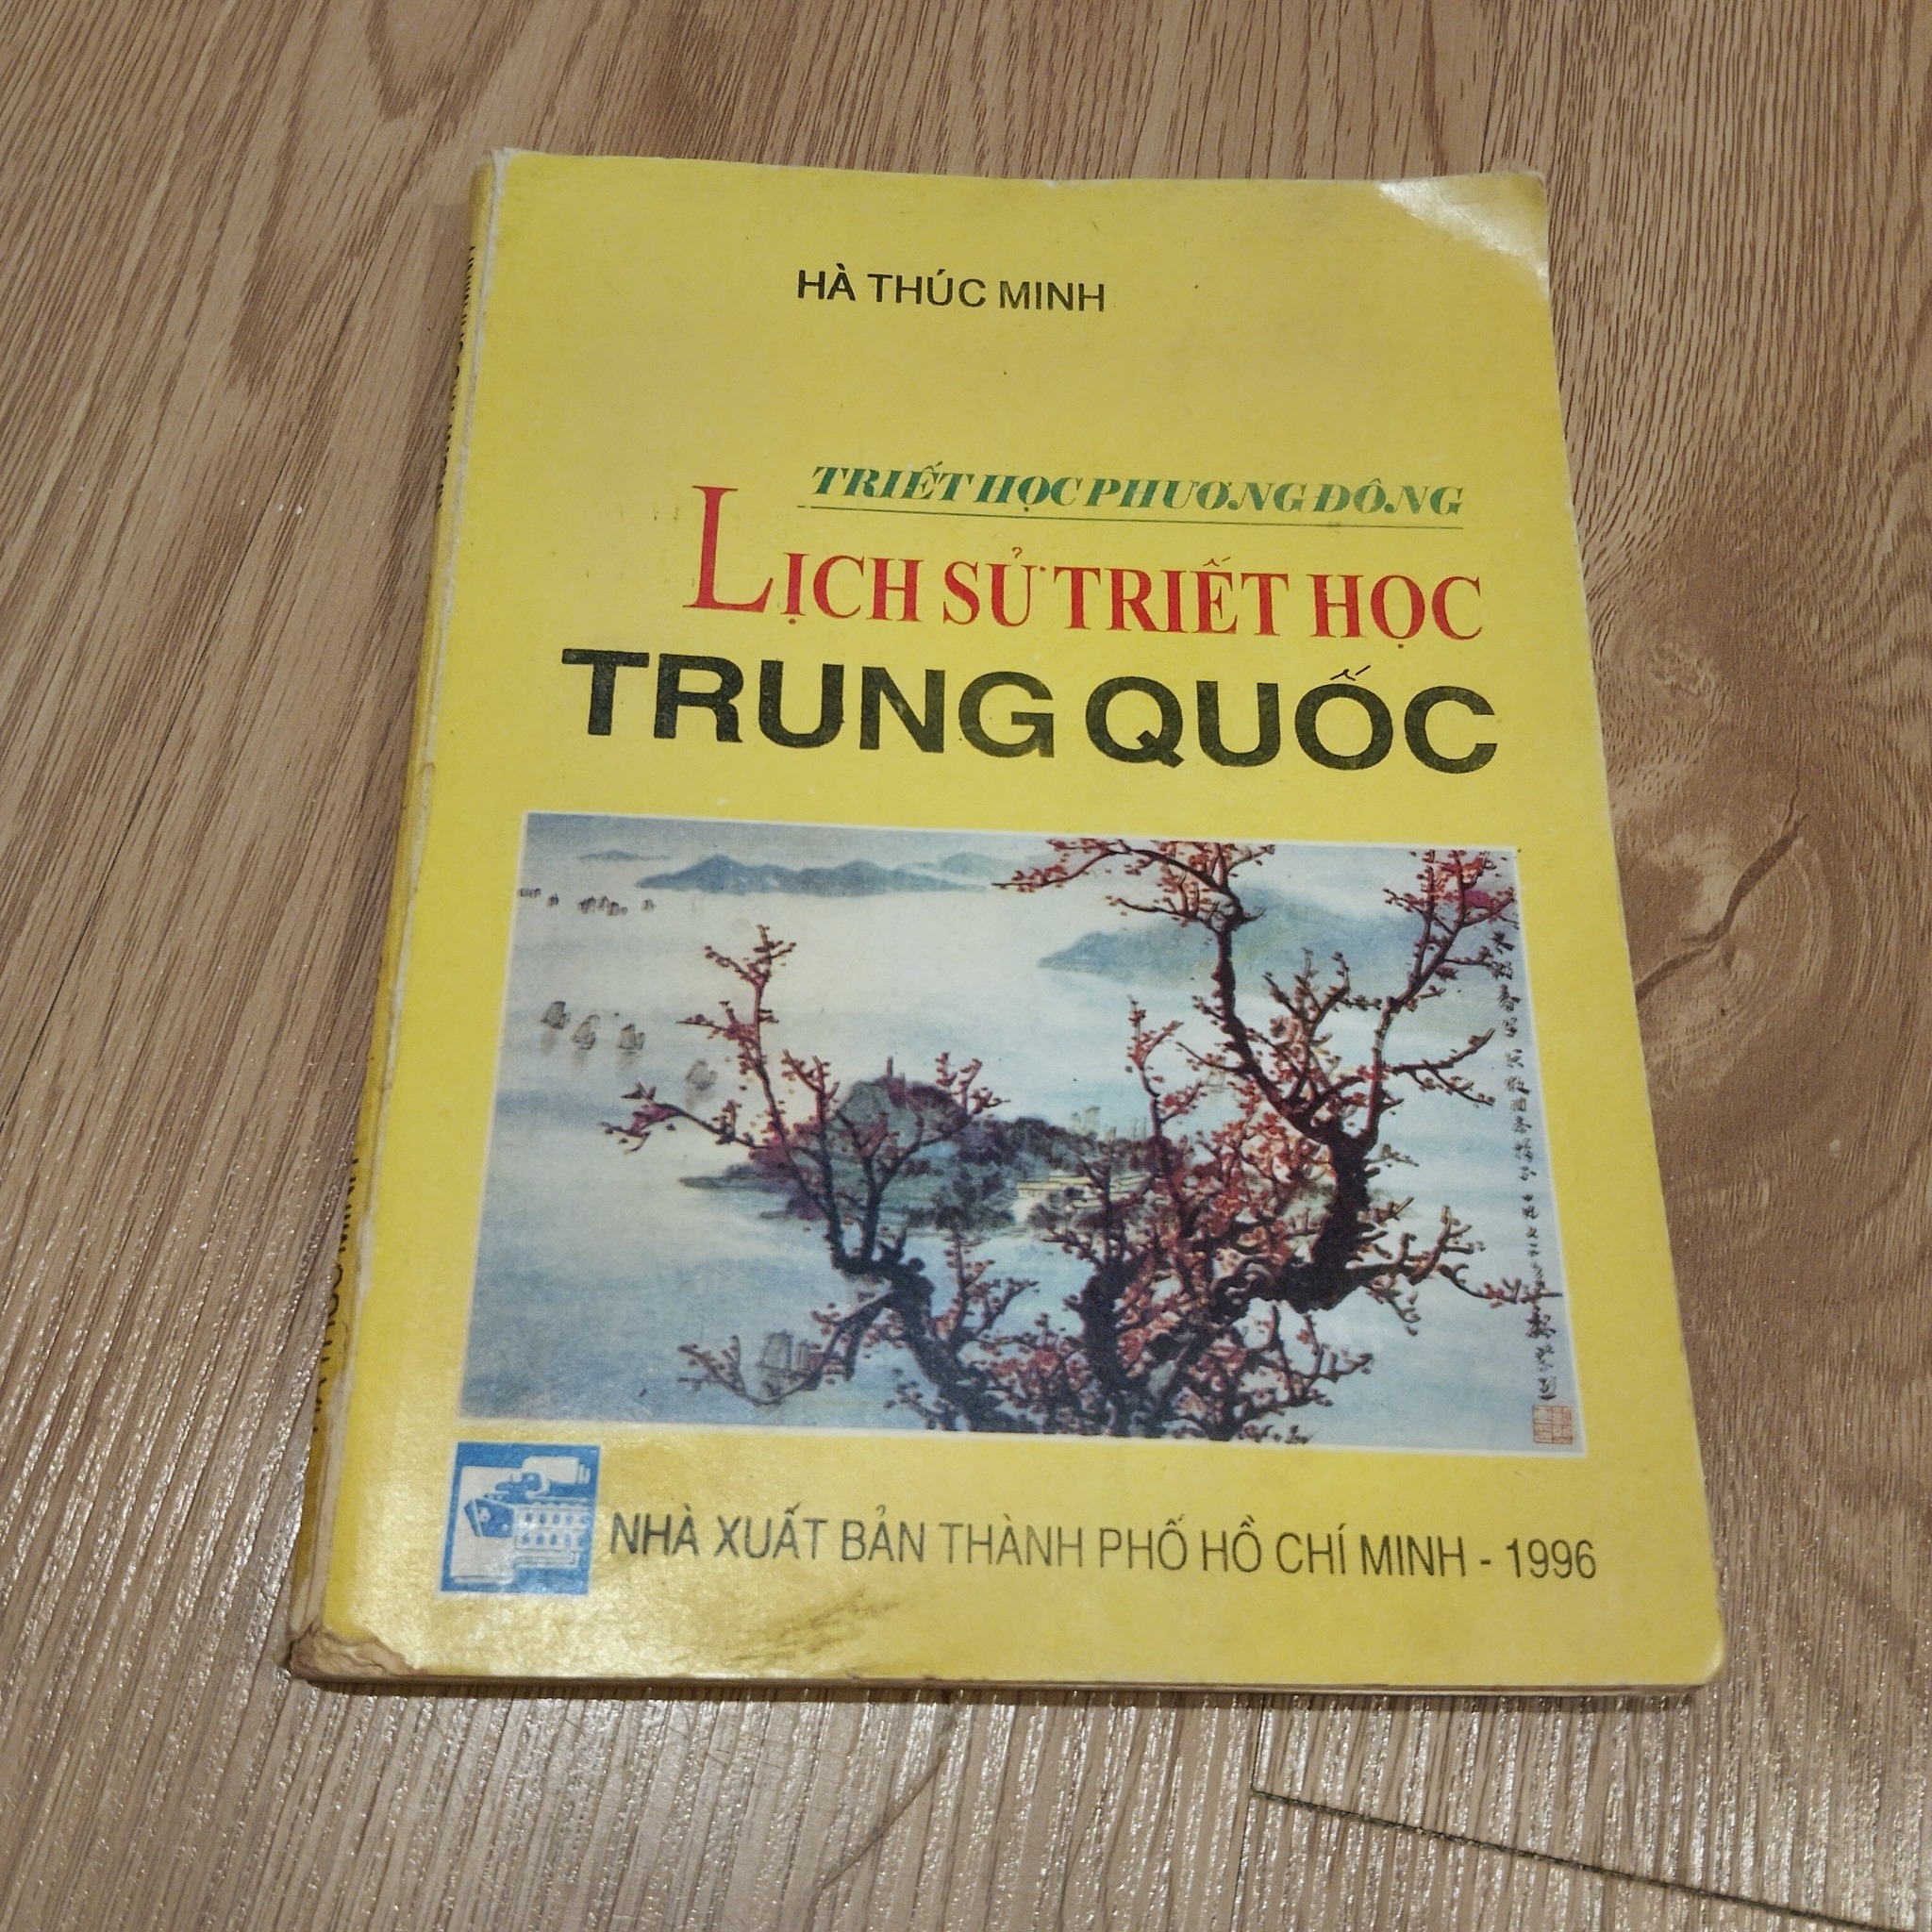 HÀ THÚC MINH
TRIẾT HỌC PHƯƠNG ĐÔNG
LỊCH SỬ TRIẾT HỌC
TRUNG QUỐC
NHÀ XUẤT BẢN THÀNH PHỐ HỒ CHÍ MINH - 1996